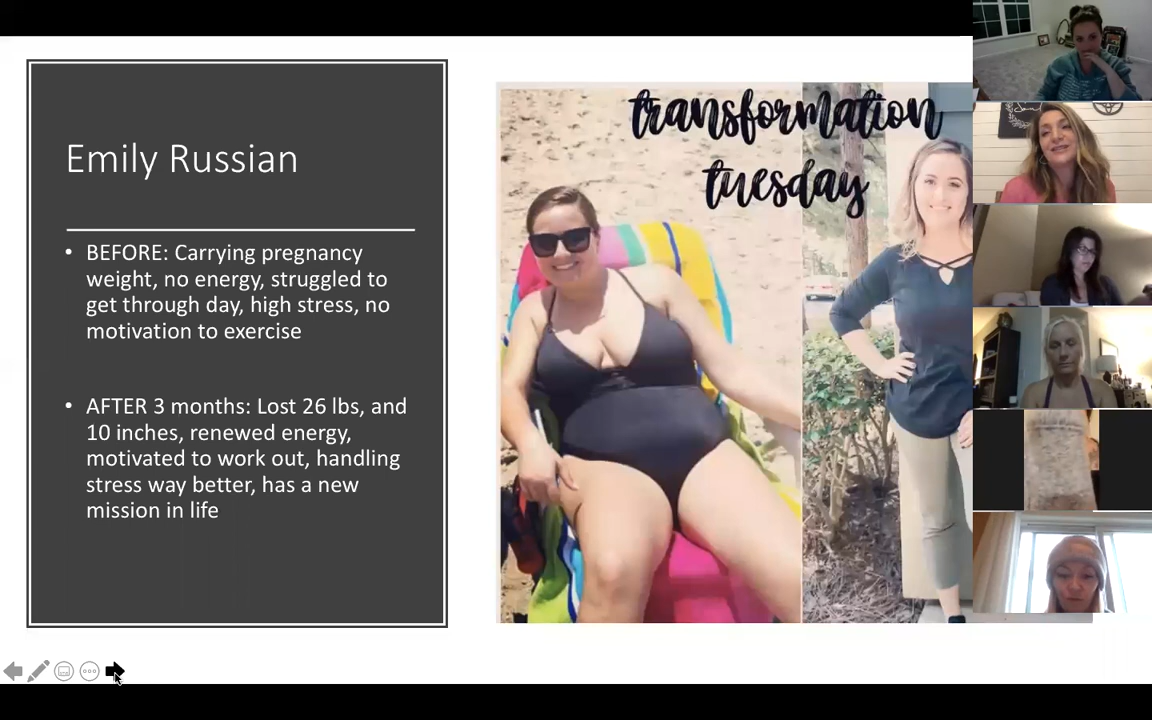 Emily Russian
• BEFORE: Carrying pregnancy
weight, no energy, struggled to
get through day, high stress, no
motivation to exercise
• AFTER 3 months: Lost 26 lbs, and
10 inches, renewed energy,
motivated to work out, handling
stress way better, has a new
mission in life
transformation
tuesday